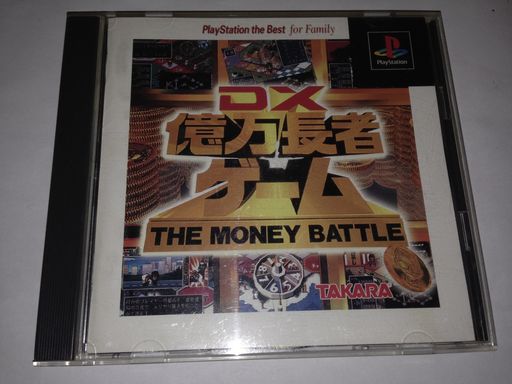 PlayStation the Best for Family
PlayStation
DX
億万長者
ゲーム
THE MONEY BATTLE
TAKARA